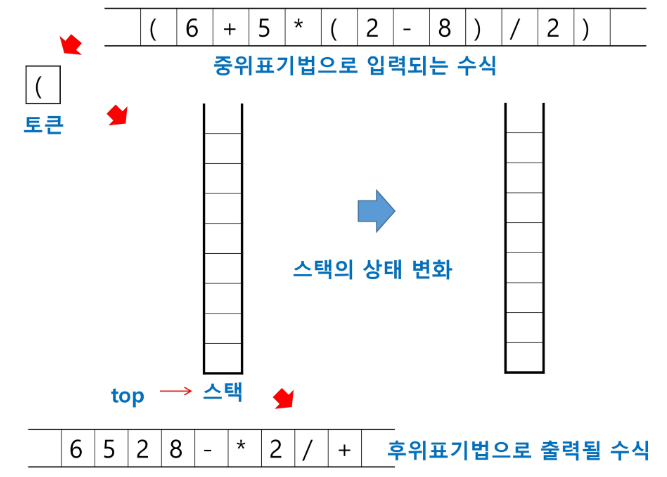 ( 6 + 5 * ( 2 - 8 ) / 2 )
중위표기법으로 입력되는 수식
(
토큰
스택의 상태 변화
top 스택
6 5 2 8 - * 2 / +
후위표기법으로 출력될 수식